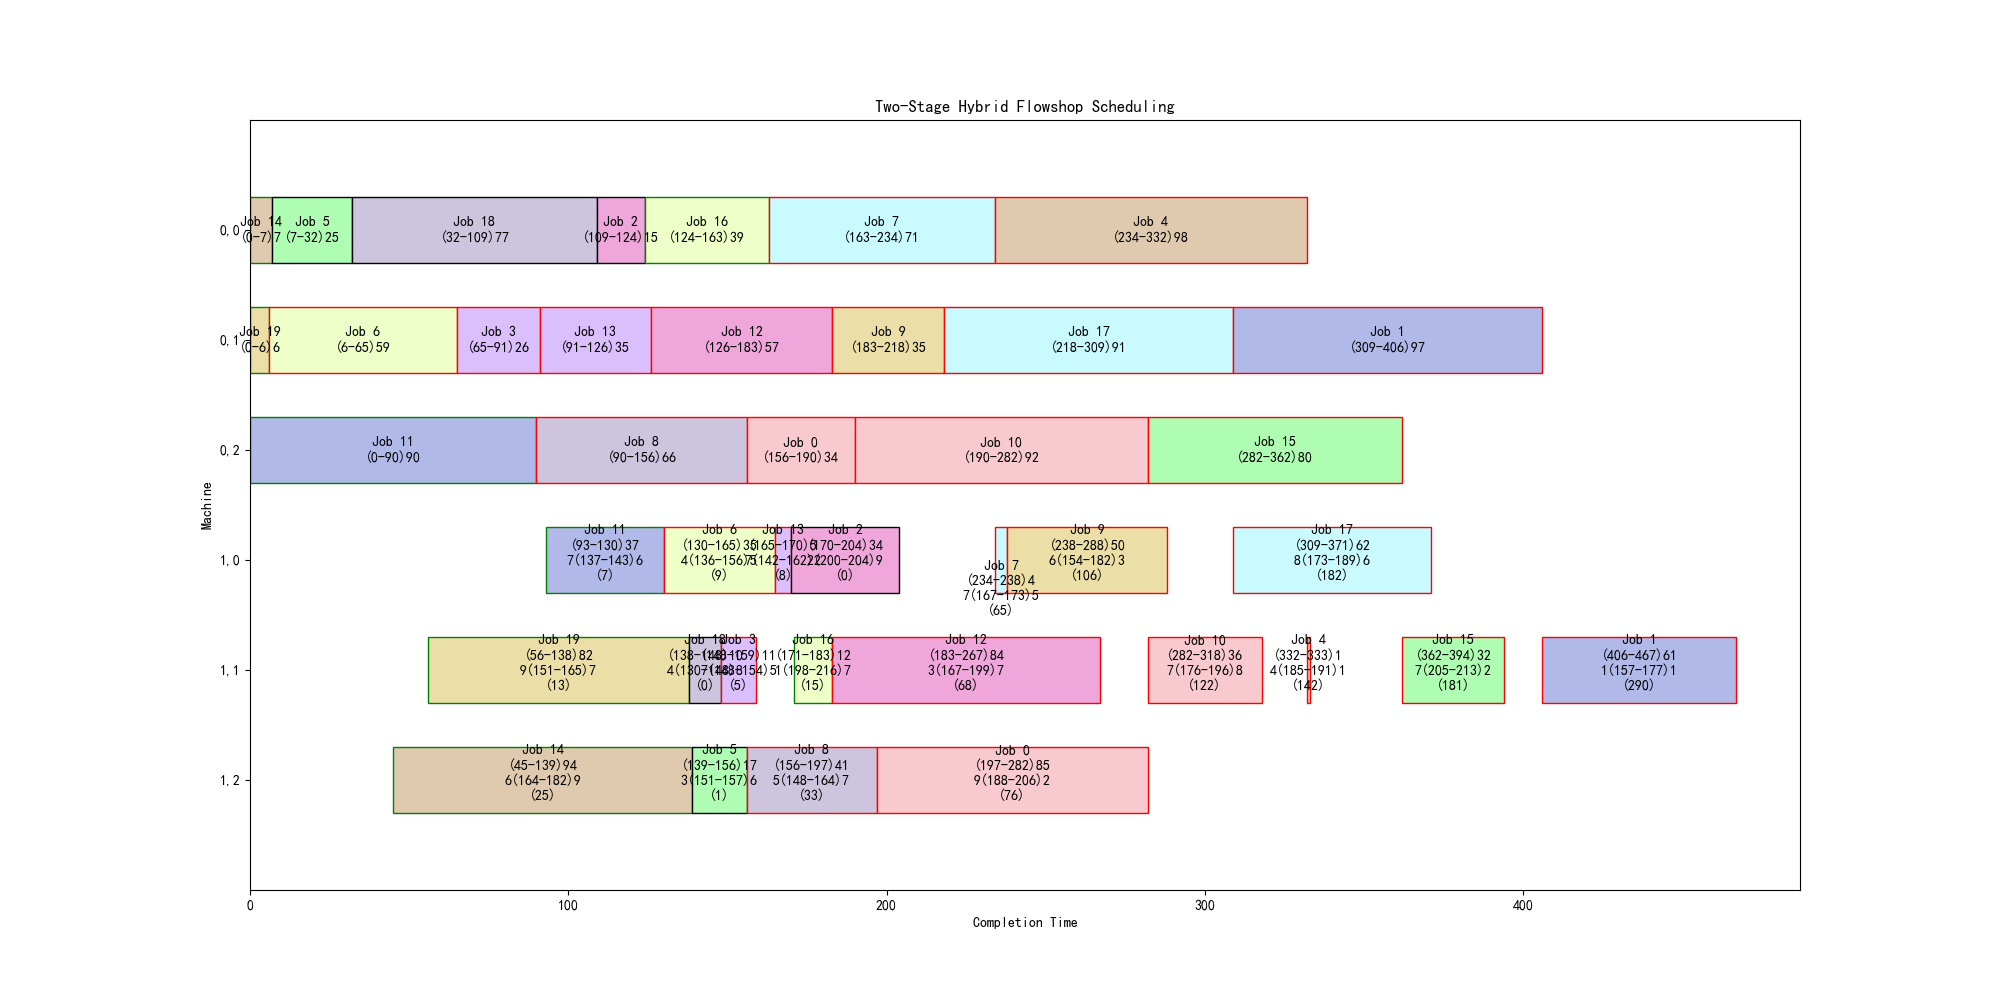 Two-Stage Hybrid Flowshop Scheduling
Machine
0,0
Job 14
(0-7)7
Job 5
(7-32)25
Job 18
(32-109)77
Job 2
(109-124)15
Job 16
(124-163)39
Job 7
(163-234)71
Job 4
(234-332)98
0,1
Job 19
(0-6)6
Job 6
(6-65)59
Job 3
(65-91)26
Job 13
(91-126)35
Job 12
(126-183)57
Job 9
(183-218)35
Job 17
(218-309)91
Job 1
(309-406)97
0,2
Job 11
(0-90)90
Job 8
(90-156)66
Job 0
(156-190)34
Job 10
(190-282)92
Job 15
(282-362)80
1,0
Job 11
(93-130)37
7(137-143)6
(7)
Job 6
(130-165)35
4(136-156)5
(9)
Job 13
(165-170)5
(8)
Job 2
(170-204)34
(0)
Job 7
(234-238)4
7(167-173)5
(65)
Job 9
(238-288)50
6(154-182)3
(106)
Job 17
(309-371)62
8(173-189)6
(182)
1,1
Job 19
(56-138)82
9(151-165)7
(13)
Job 18
(0)
Job 3
(148-159)11
(5)
Job 16
(171-183)12
1(198-216)7
(15)
Job 12
(183-267)84
3(167-199)7
(68)
Job 10
(282-318)36
7(176-196)8
(122)
Job 4
(332-333)1
4(185-191)1
(142)
Job 15
(362-394)32
7(205-213)2
(181)
Job 1
(406-467)61
1(157-177)1
(290)
1,2
Job 14
(45-139)94
6(164-182)9
(25)
Job 5
(139-156)17
3(151-157)6
(1)
Job 8
(156-197)41
5(148-164)7
(33)
Job 0
(197-282)85
9(188-206)2
(76)
0
100
200
300
400
Completion Time